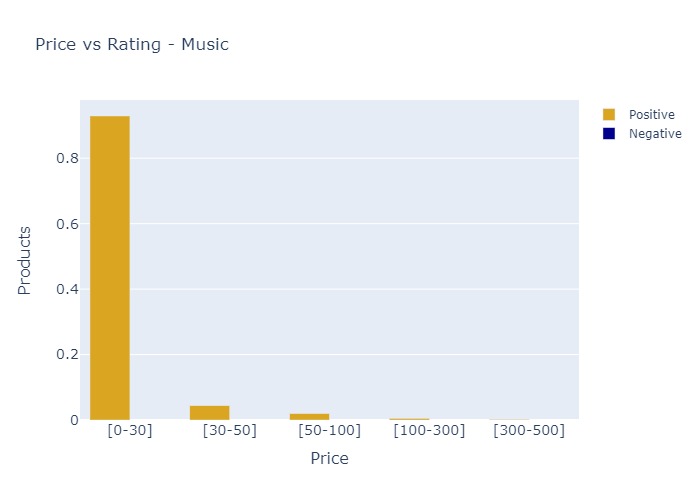 Price vs Rating - Music
Positive
Negative
0.8
0.6
0.4
0.2
0
Products
[0-30]
[30-50]
[50-100]
[100-300]
[300-500]
Price